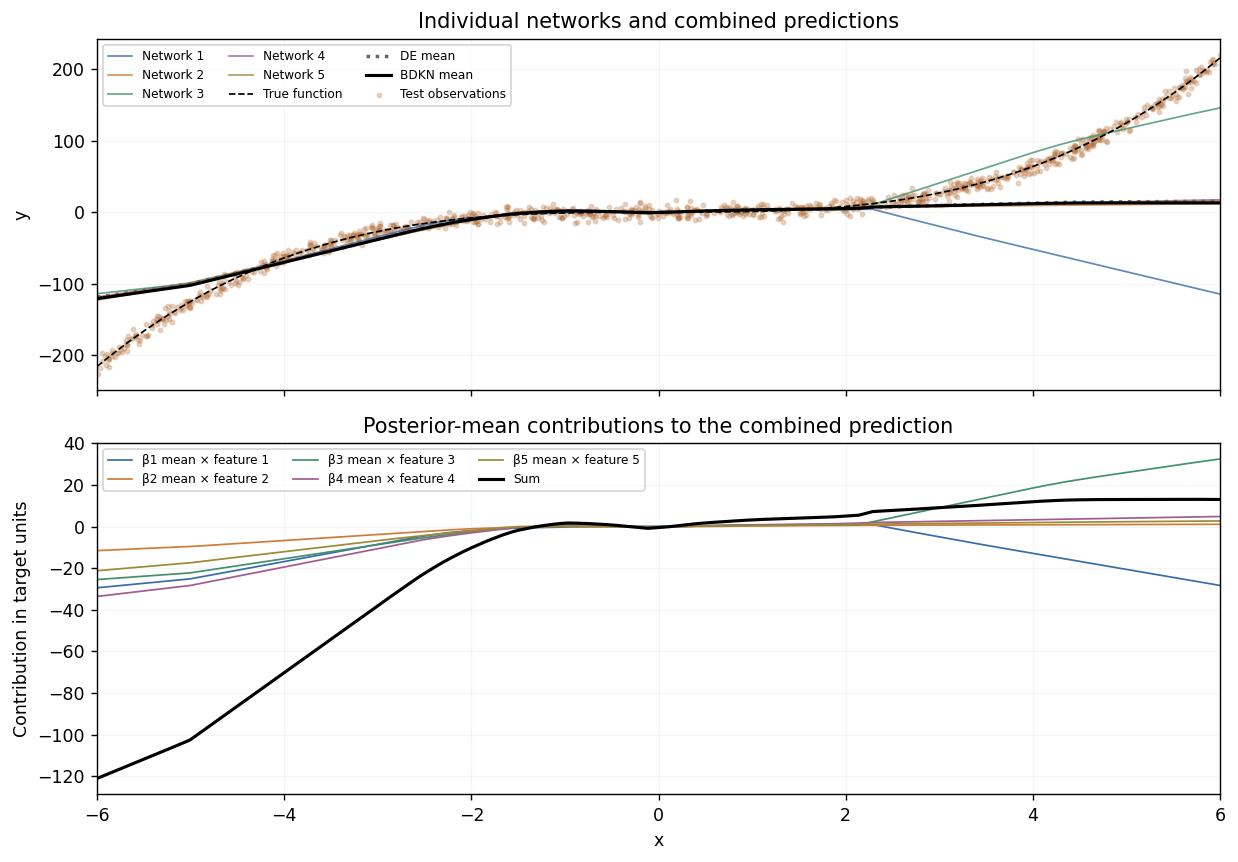 Individual networks and combined predictions
200
100
0
−100
−200
y
Network 1
Network 2
Network 3
Network 4
Network 5
True function
DE mean
BDKN mean
Test observations
Posterior-mean contributions to the combined prediction
40
20
0
−20
−40
−60
−80
−100
−120
Contribution in target units
β1 mean × feature 1
β2 mean × feature 2
β3 mean × feature 3
β4 mean × feature 4
β5 mean × feature 5
Sum
−6
−4
−2
0
2
4
6
x